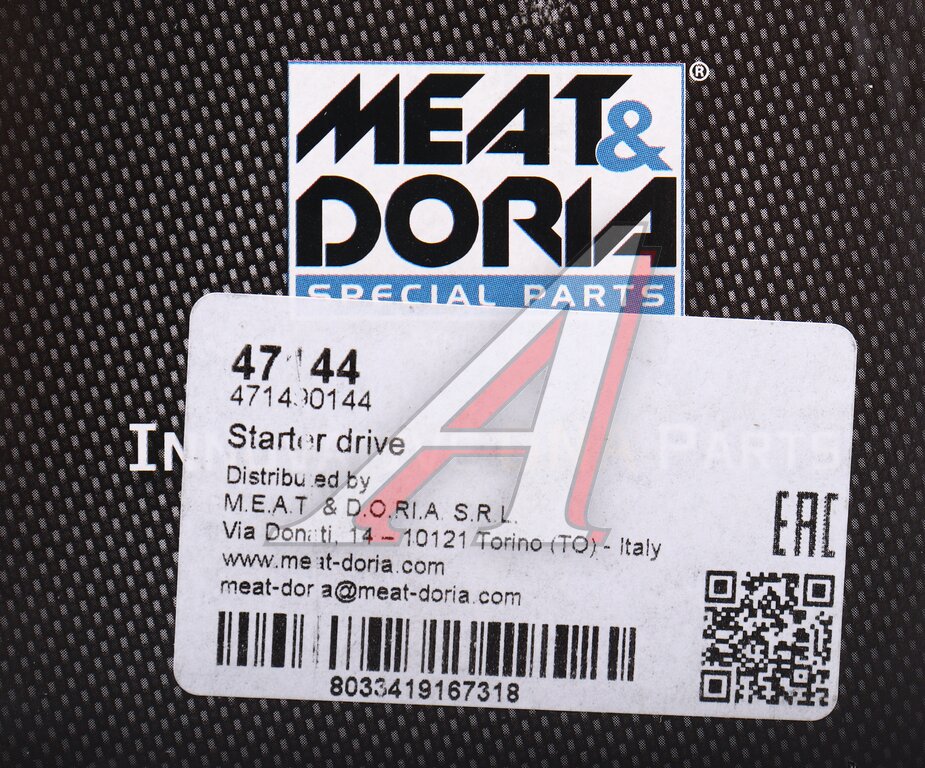 MEAT&
DORIA
®
SPECIAL PARTS
47144
Starter drive
Distributed by
M.E.A.T. & D.O.R.I.A. S.R.L.
Via Donati, 14 – 10121 Torino (TO) - Italy
www.meat-doria.com
meat-doria@meat-doria.com
EAC
8033419167318
PARTS